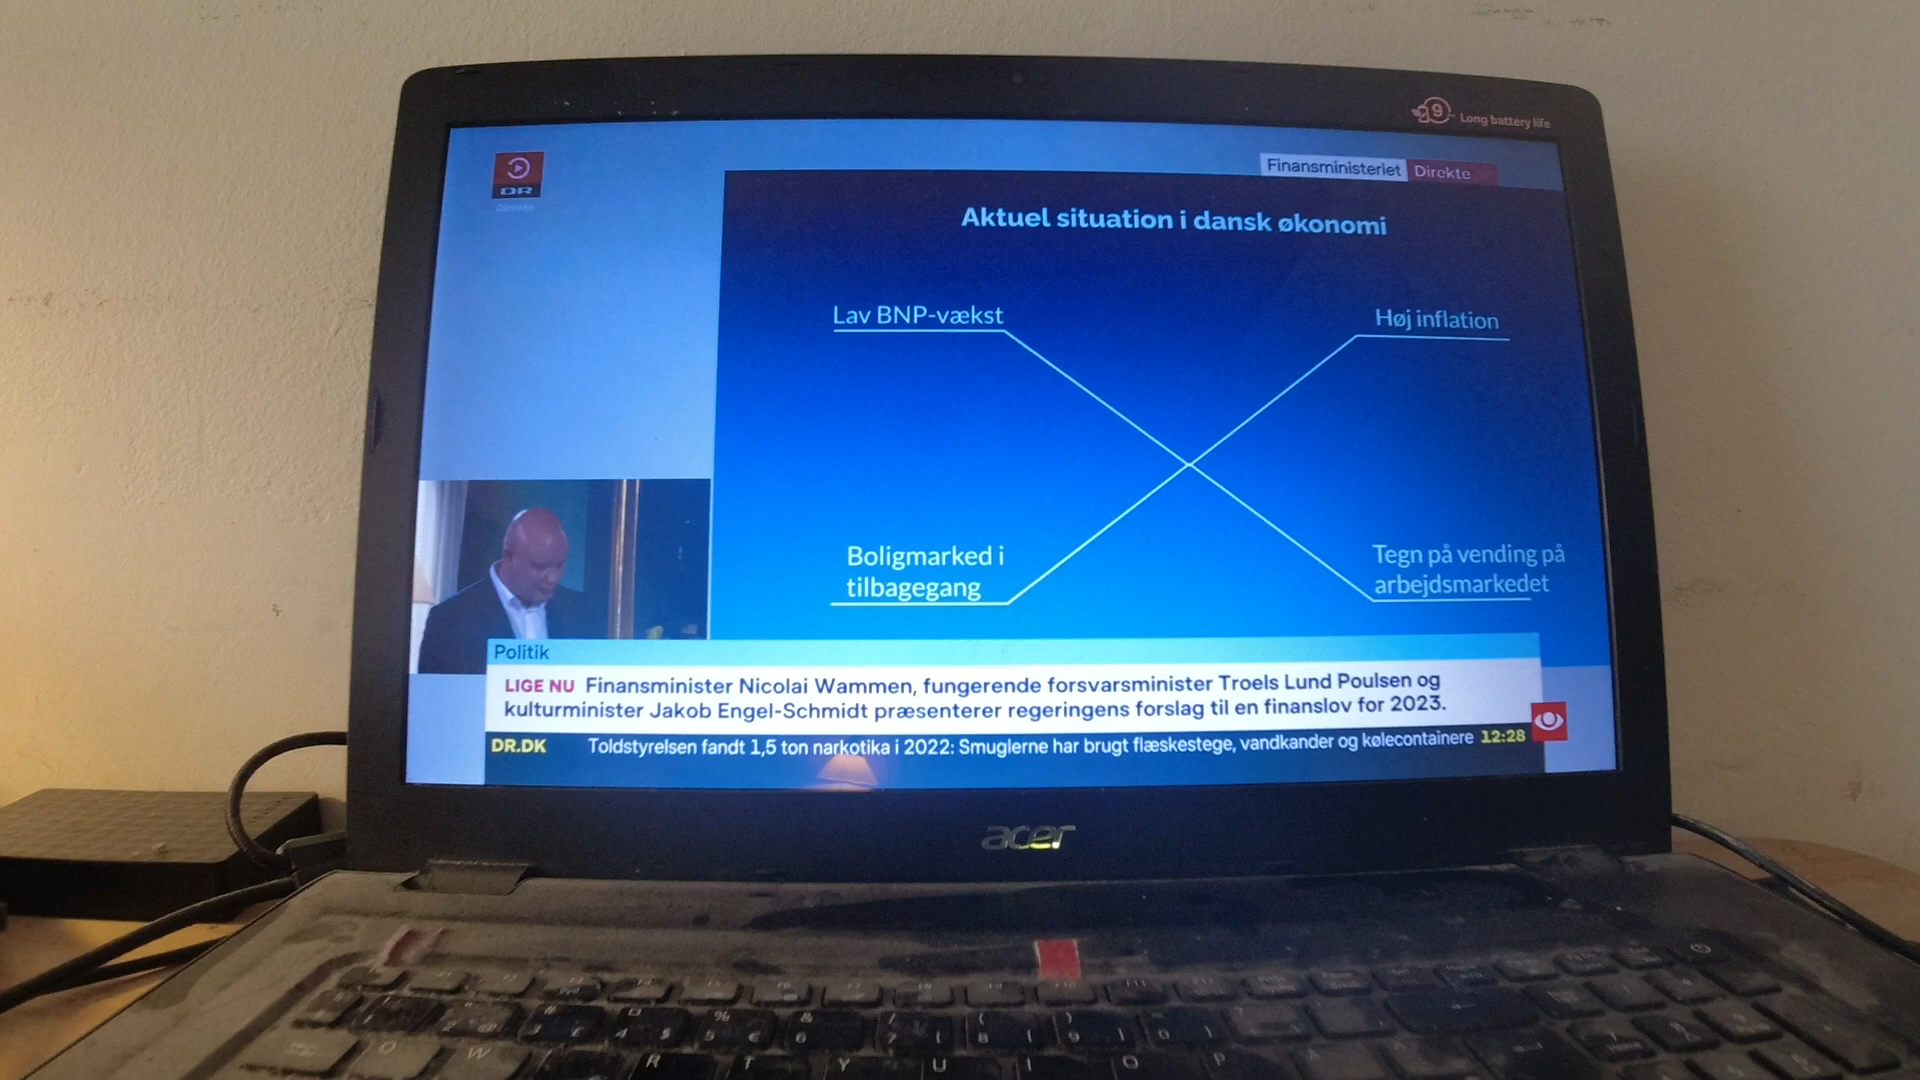 9 Long battery life
DR
Finansministeriet Direkte
Aktuel situation i dansk økonomi
Lav BNP-vækst
Høj inflation
Boligmarked i
tilbagegang
Tegn på vending på
arbejdsmarkedet
Politik
LIGE NU Finansminister Nicolai Wammen, fungerende forsvarsminister Troels Lund Poulsen og
kulturminister Jakob Engel-Schmidt præsenterer regeringens forslag til en finanslov for 2023.
DR.DK Toldstyrelsen fandt 1,5 ton narkotika i 2022: Smuglerne har brugt flæskestege, vandkander og kølecontainere 12:28
acer
R T Y U I O P